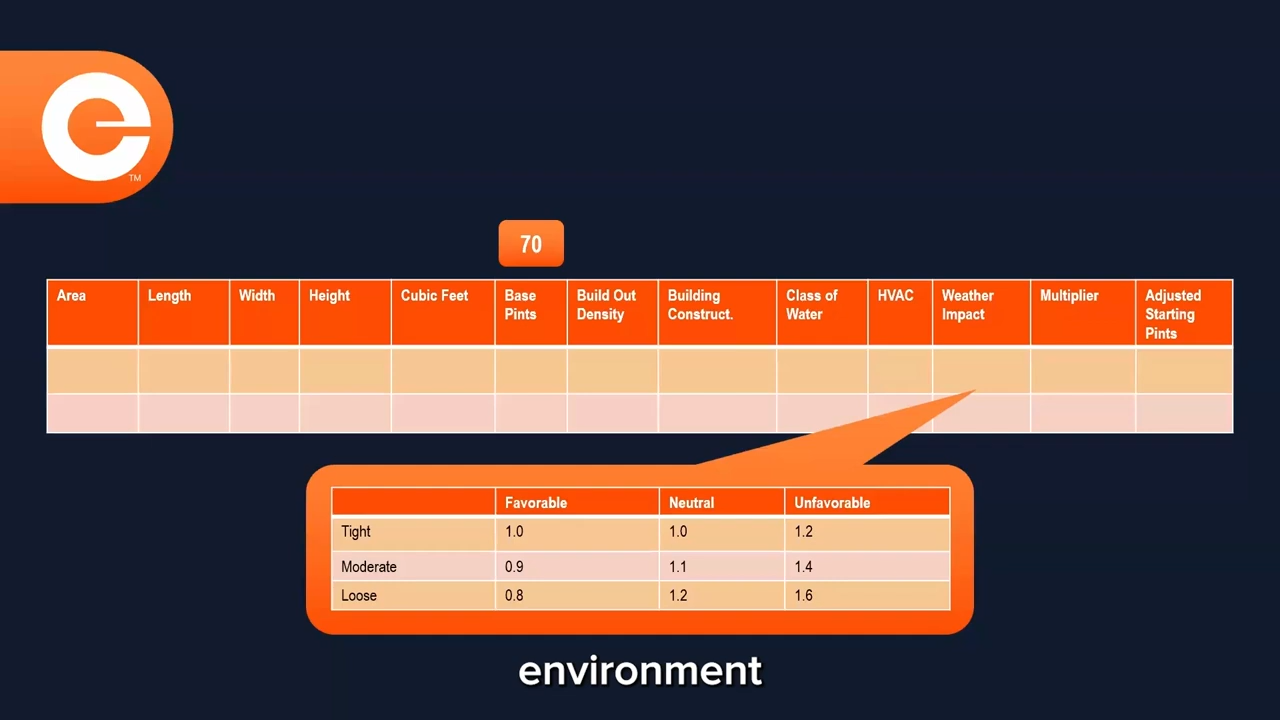 e
TM
70
Area Length Width Height Cubic Feet Base Pints Build Out Density Building Construct. Class of Water HVAC Weather Impact Multiplier Adjusted Starting Pints
Favorable Neutral Unfavorable
Tight 1.0 1.0 1.2
Moderate 0.9 1.1 1.4
Loose 0.8 1.2 1.6
environment